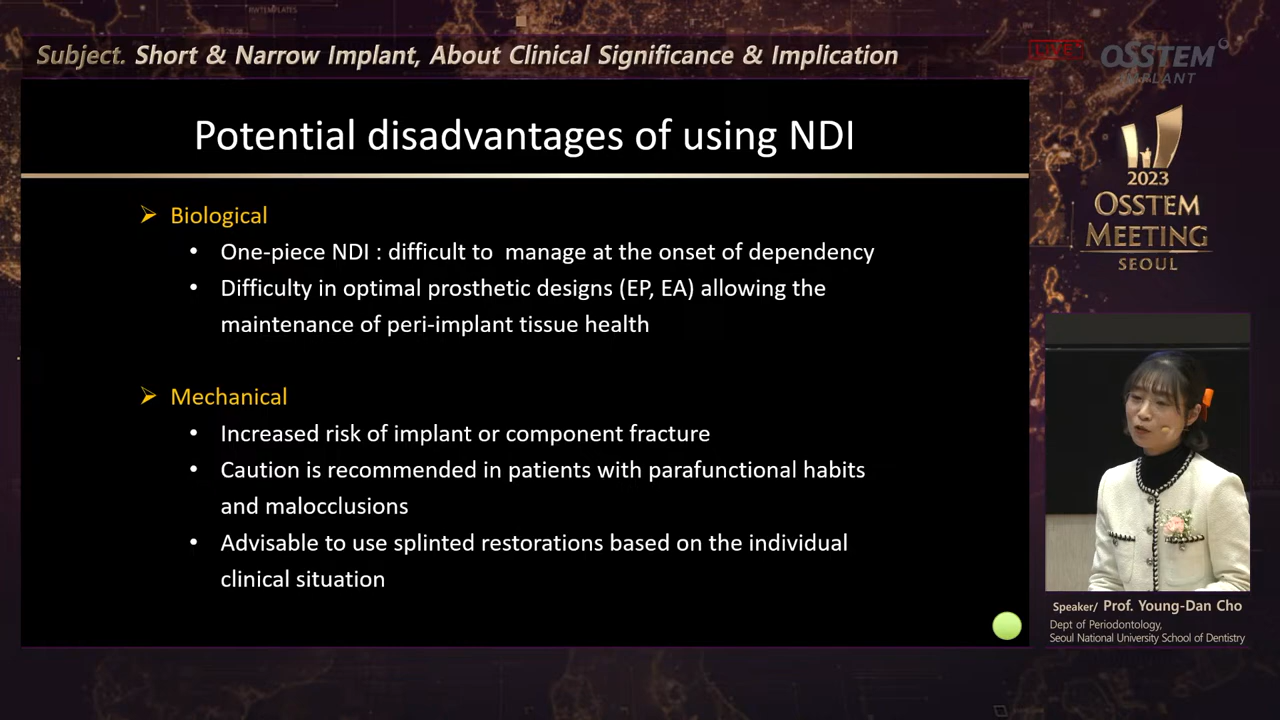 RWTEMPLATES
Subject. Short & Narrow Implant, About Clinical Significance & Implication
LIVE
OSSTEM
IMPLANT
Potential disadvantages of using NDI
Biological
• One-piece NDI : difficult to manage at the onset of dependency
• Difficulty in optimal prosthetic designs (EP, EA) allowing the
maintenance of peri-implant tissue health
Mechanical
• Increased risk of implant or component fracture
• Caution is recommended in patients with parafunctional habits
and malocclusions
• Advisable to use splinted restorations based on the individual
clinical situation
2023
OSSTEM
MEETING
SEOUL
Speaker/ Prof. Young-Dan Cho
Dept of Periodontology,
Seoul National University School of Dentistry